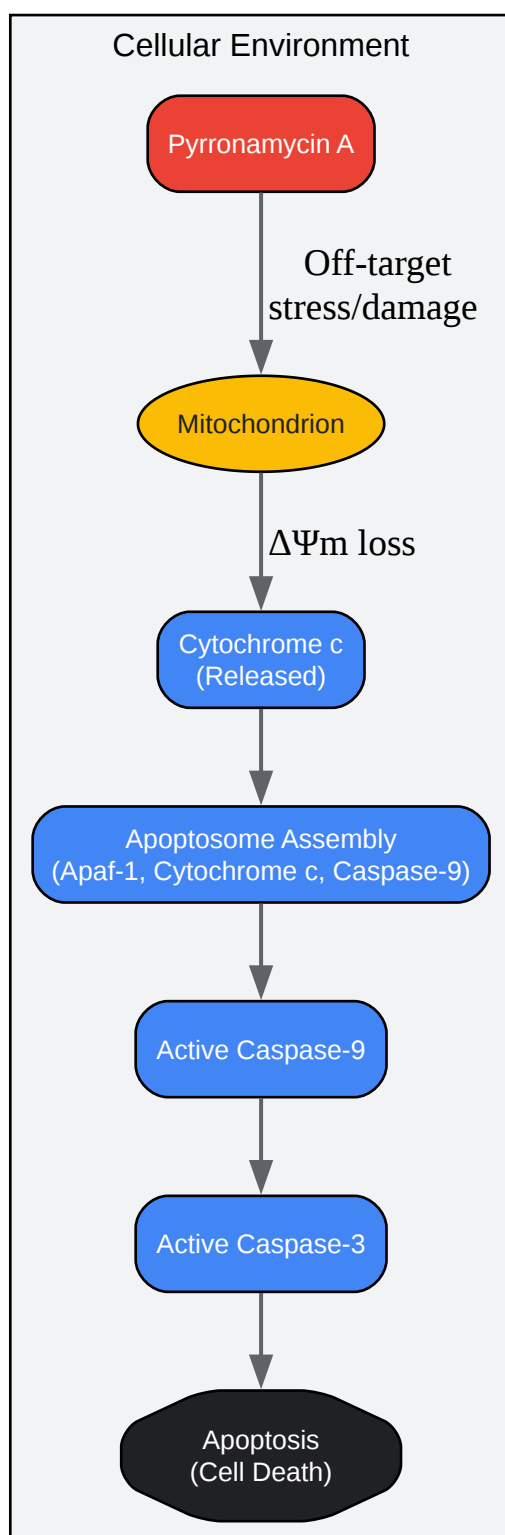 Cellular Environment
Pyrronamycin A
Off-target
stress/damage
Mitochondrion
ΔΨm loss
Cytochrome c
(Released)
Apoptosome Assembly
(Apaf-1, Cytochrome c, Caspase-9)
Active Caspase-9
Active Caspase-3
Apoptosis
(Cell Death)